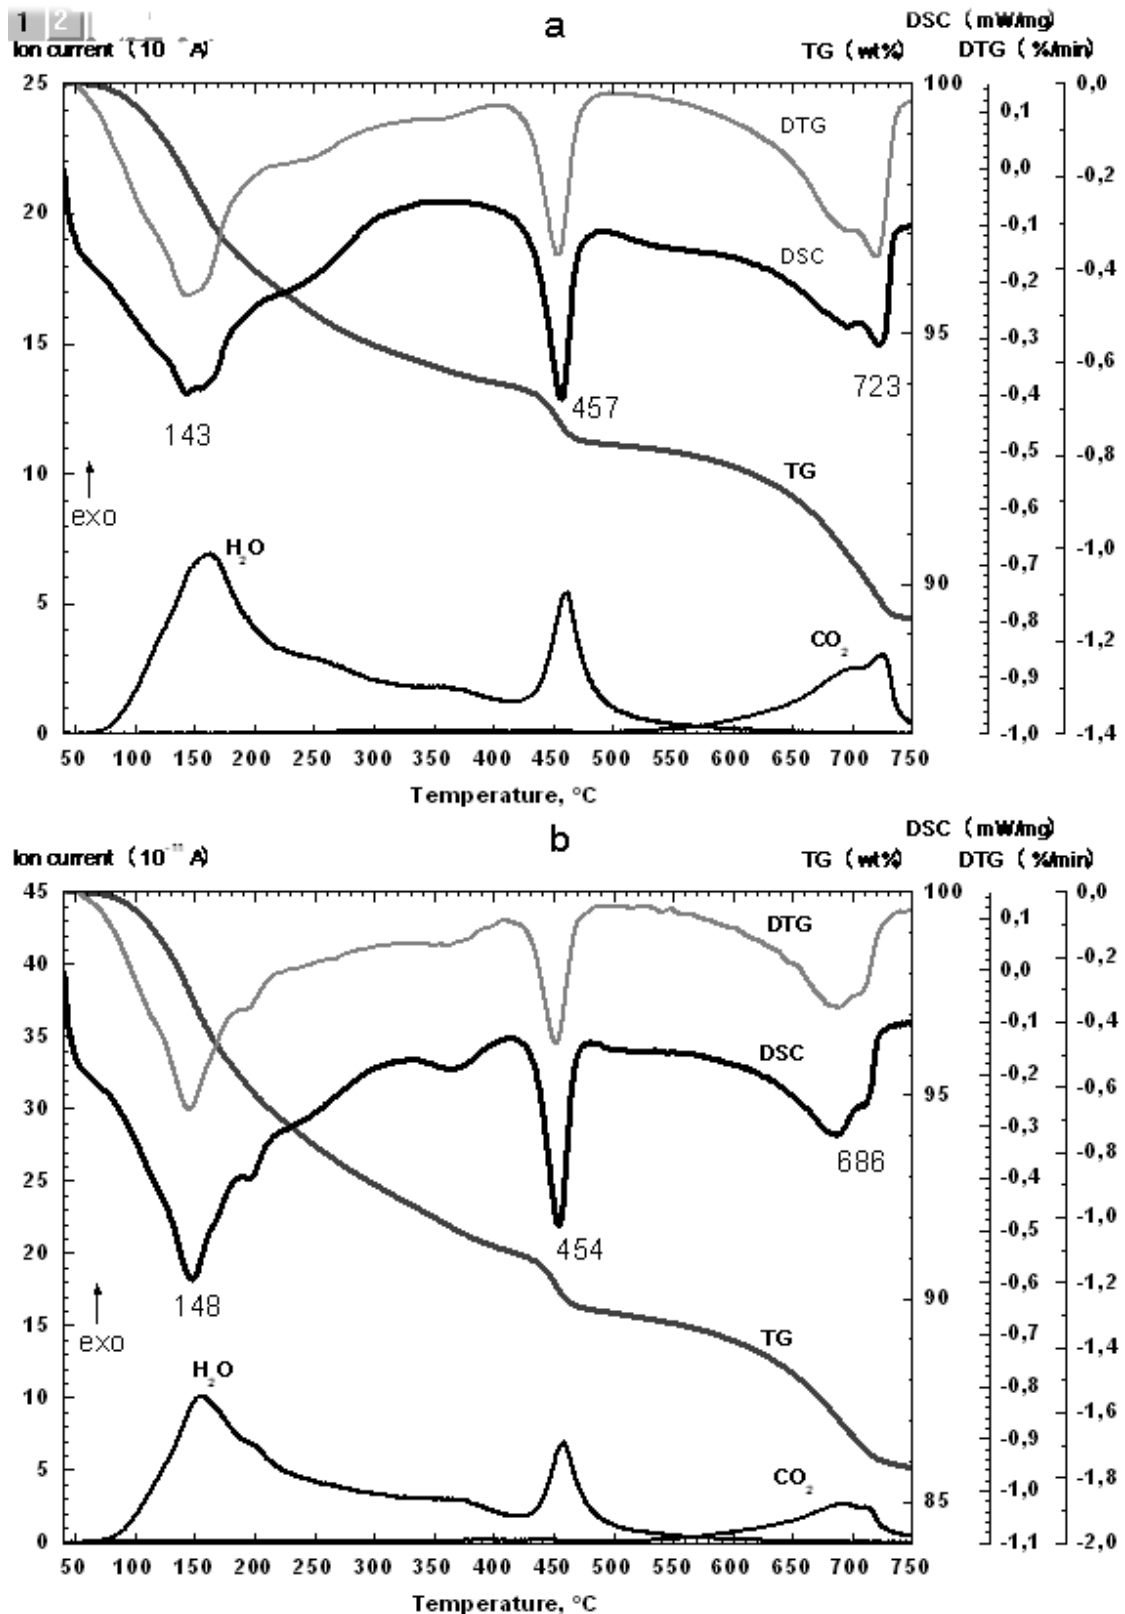 1 2
a
DSC (mW/mg)
Ion current (10 A) TG (wt%) DTG (%/min)
25 100 0,1 0,0
20 0,0 -0,2
15 95 -0,1 -0,4
10 90 -0,2 -0,6
5 -0,3 -0,8
0 -0,4 -1,0
-0,5 -1,2
-0,6 -1,4
-0,7
-0,8
-0,9
-1,0
DTG
DSC
143
457
723
TG
exo
H₂O
CO₂
50 100 150 200 250 300 350 400 450 500 550 600 650 700 750
Temperature, °C
b
DSC (mW/mg)
Ion current (10⁻¹¹ A) TG (wt%) DTG (%/min)
45 100 0,1 0,0
40 95 0,0 -0,2
35 90 -0,1 -0,4
30 85 -0,2 -0,6
25 -0,3 -0,8
20 -0,4 -1,0
15 -0,5 -1,2
10 -0,6 -1,4
5 -0,7 -1,6
0 -0,8 -1,8
-0,9 -2,0
-1,0
-1,1
DTG
DSC
686
454
148
exo
TG
H₂O
CO₂
50 100 150 200 250 300 350 400 450 500 550 600 650 700 750
Temperature, °C